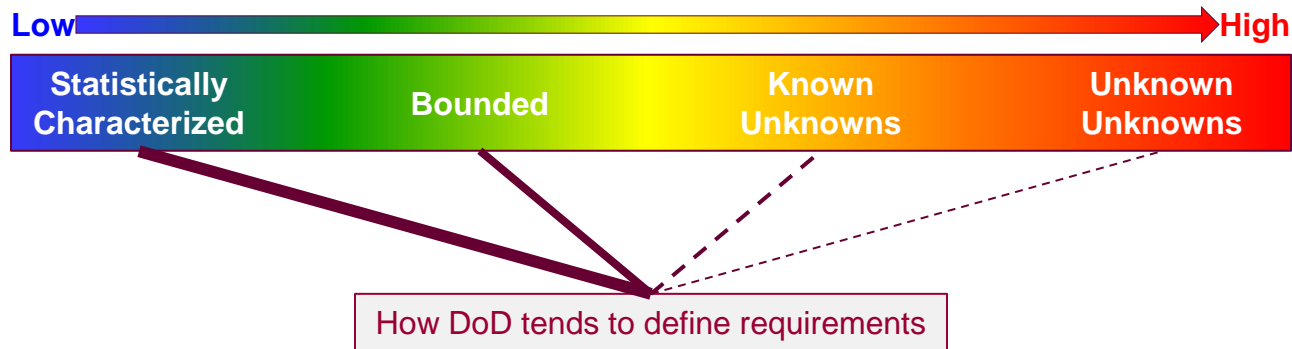 Low High
Statistically
Characterized
Bounded
Known
Unknowns
Unknown
Unknowns
How DoD tends to define requirements